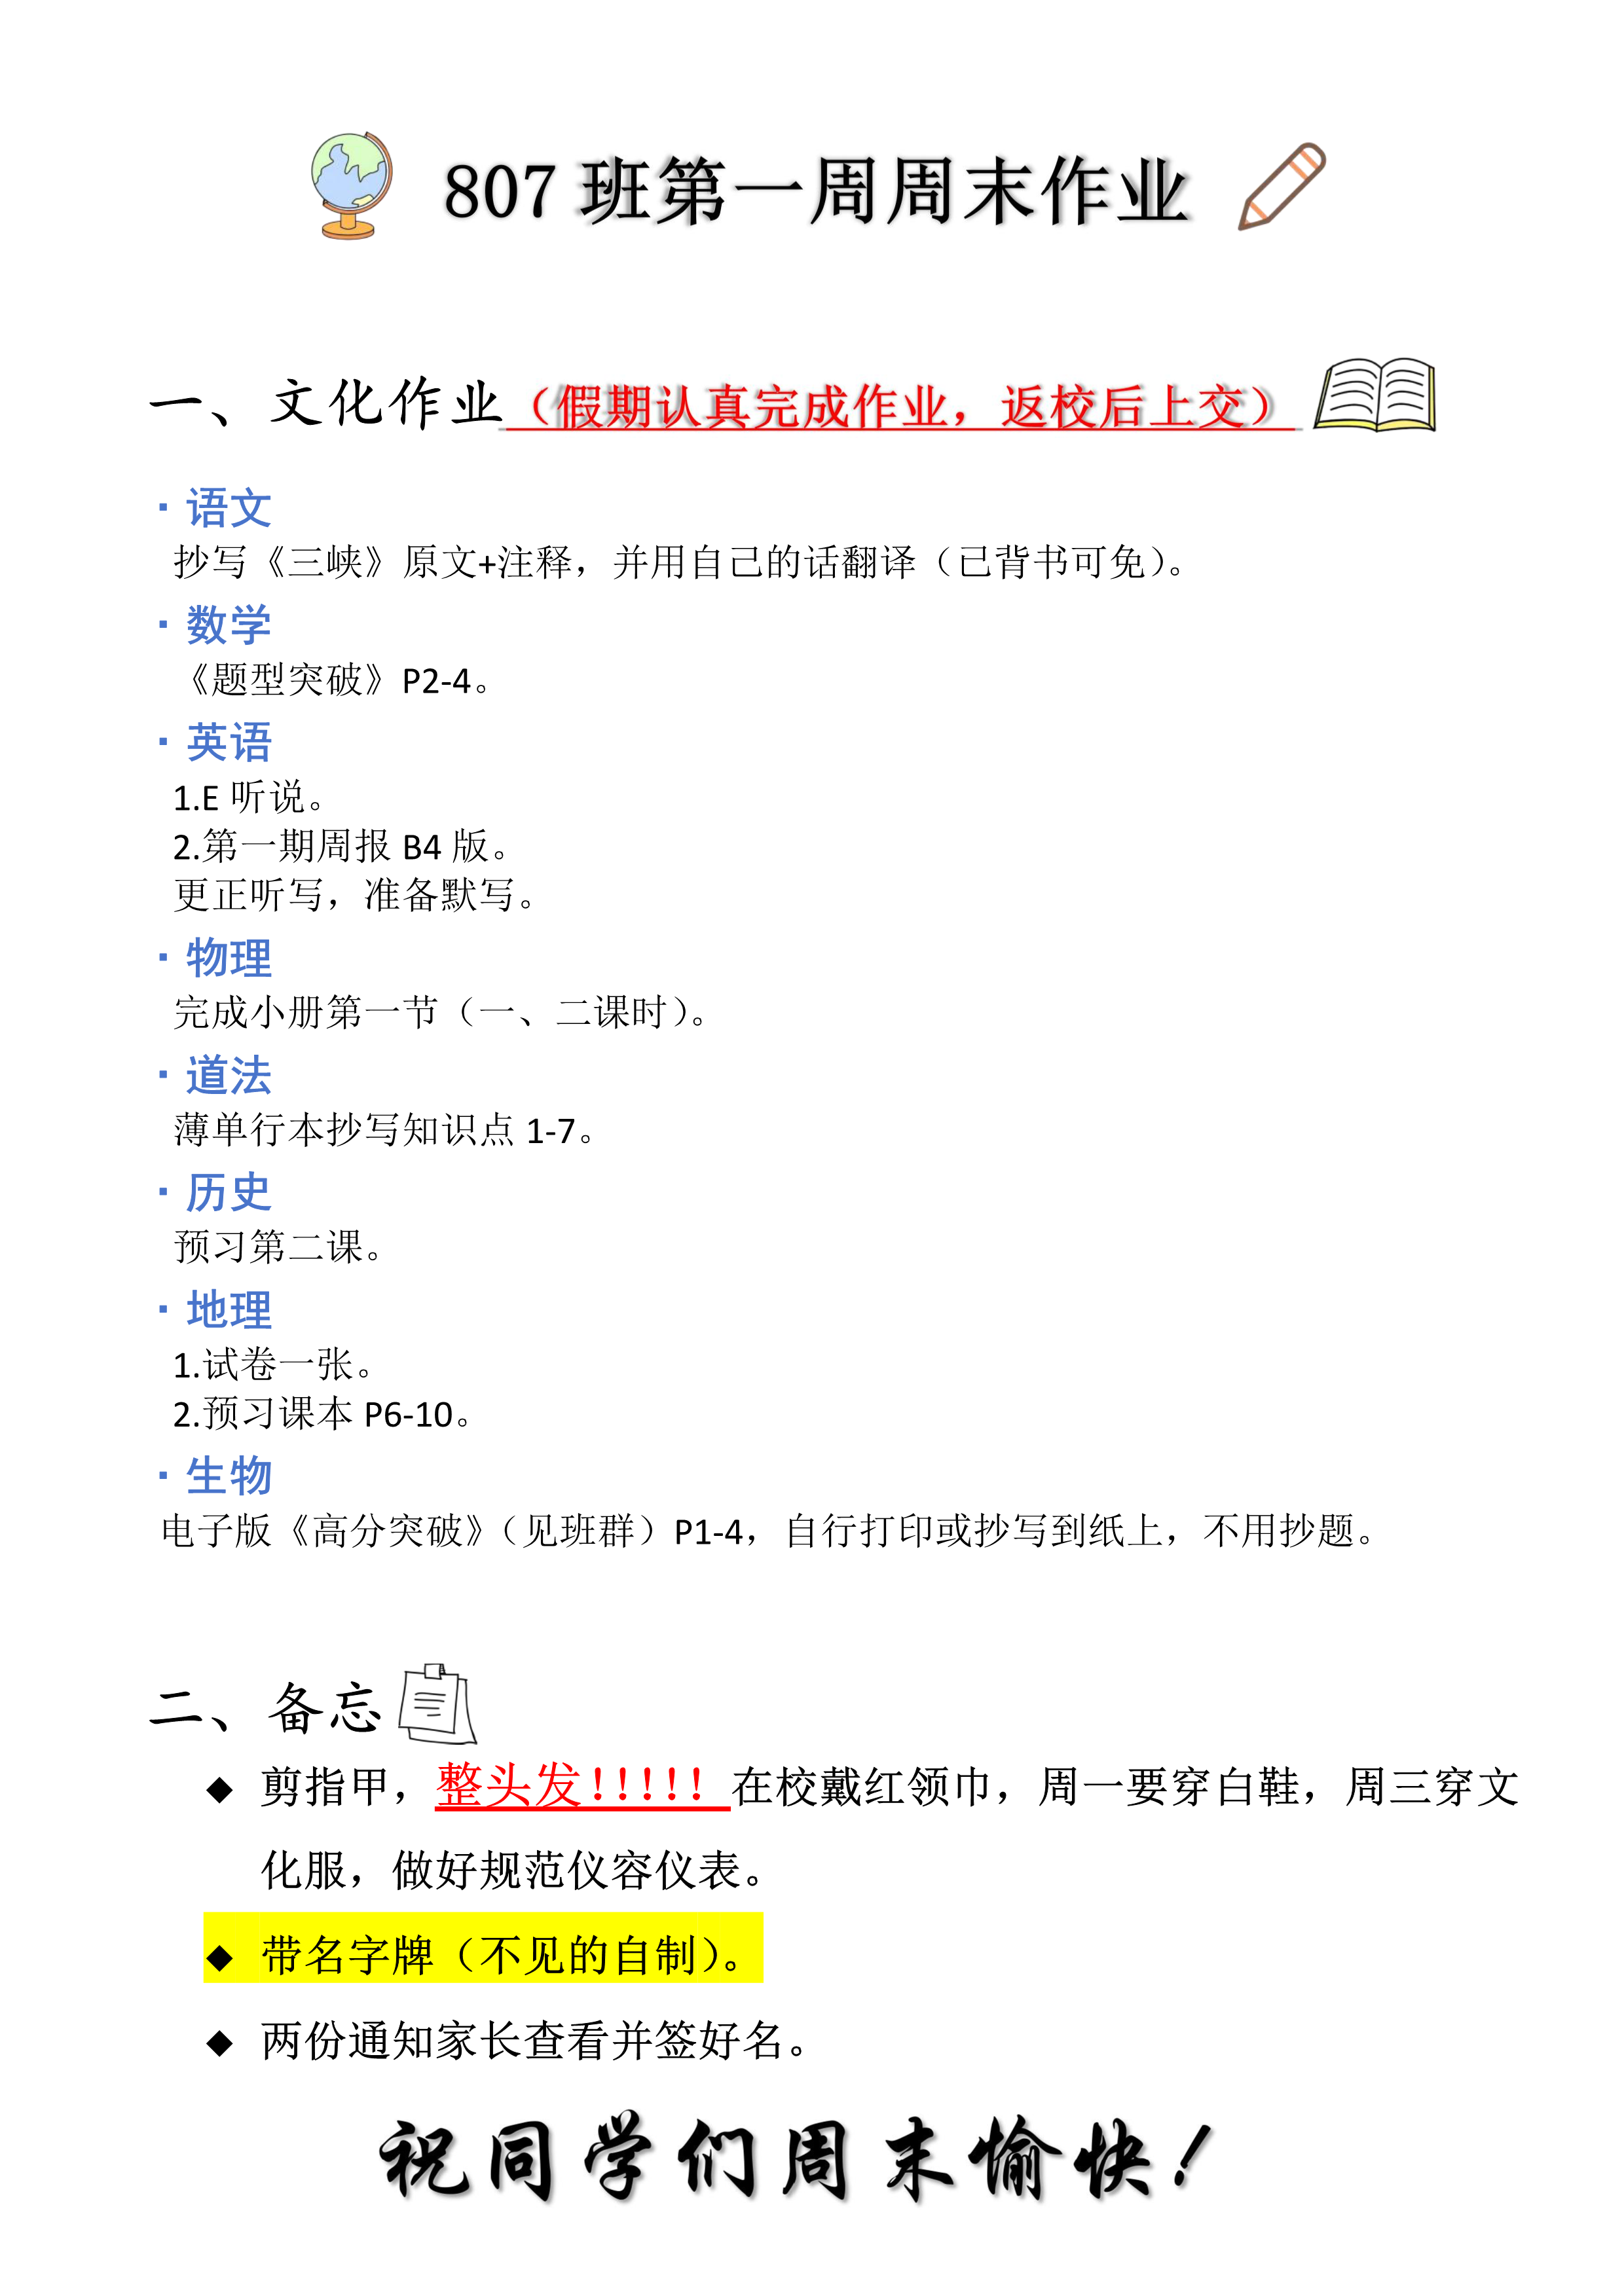 807 班第一周周末作业
一、文化作业（假期认真完成作业，返校后上交）
· 语文
抄写《三峡》原文+注释，并用自己的话翻译（已背书可免）。
· 数学
《题型突破》P2-4。
· 英语
1.E 听说。
2.第一期周报 B4 版。
更正听写，准备默写。
· 物理
完成小册第一节（一、二课时）。
· 道法
薄单行本抄写知识点 1-7。
· 历史
预习第二课。
· 地理
1.试卷一张。
2.预习课本 P6-10。
· 生物
电子版《高分突破》（见班群）P1-4，自行打印或抄写到纸上，不用抄题。
二、备忘
◆ 剪指甲，整头发！！！！！在校戴红领巾，周一要穿白鞋，周三穿文
化服，做好规范仪容仪表。
◆ 带名字牌（不见的自制）。
◆ 两份通知家长查看并签好名。
祝同学们周末愉快！